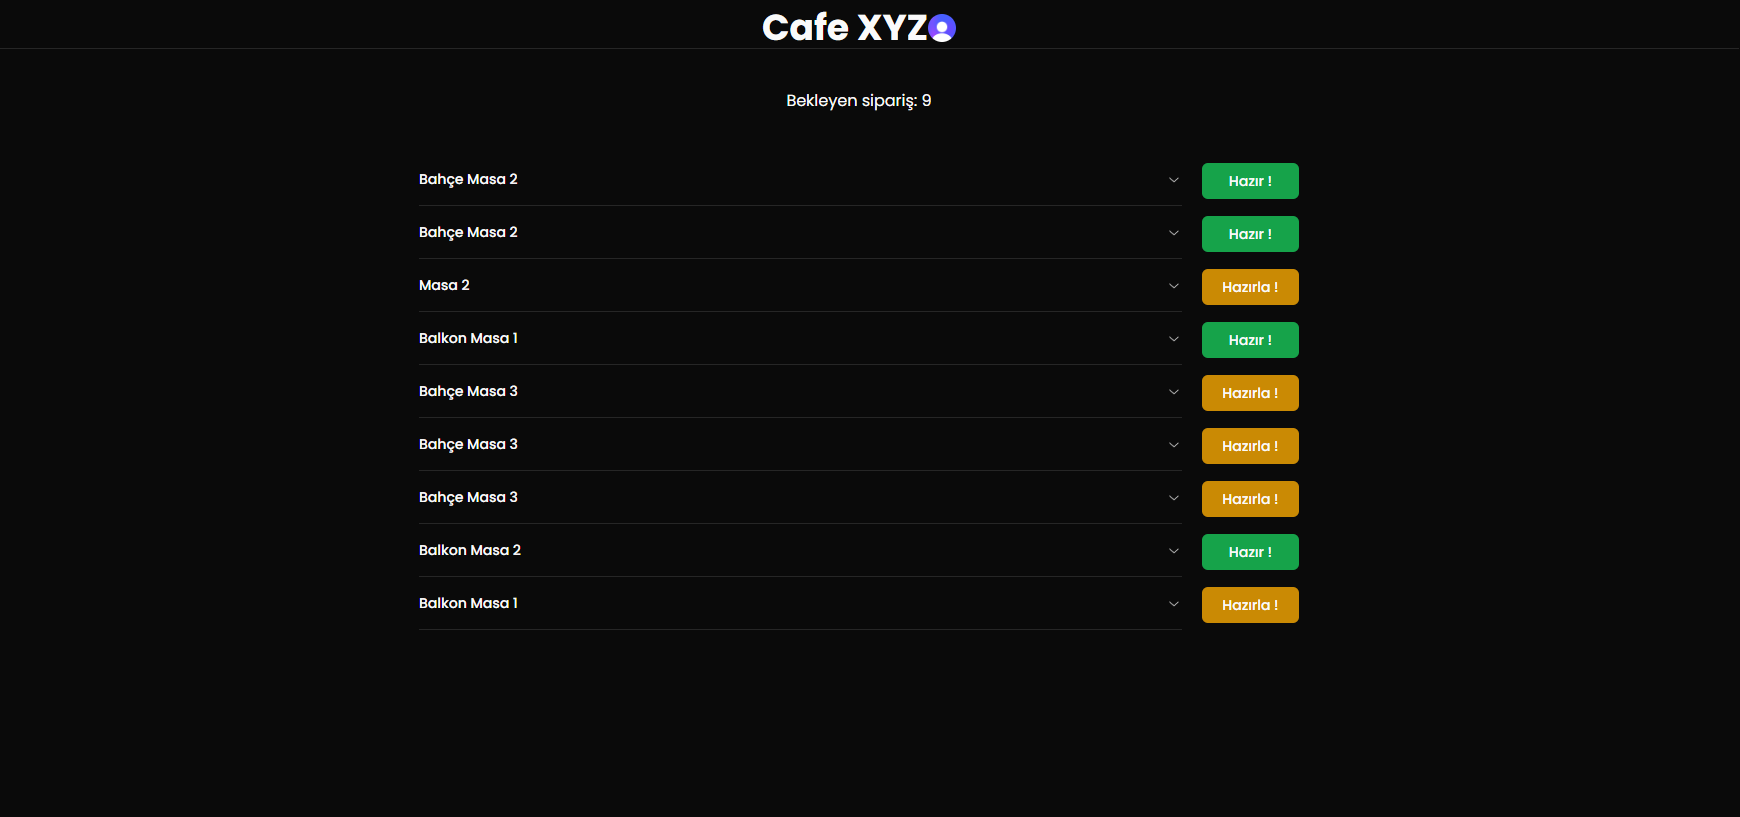 Cafe XYZ
Bekleyen sipariş: 9
Bahçe Masa 2
Hazır !
Bahçe Masa 2
Hazır !
Masa 2
Hazırla !
Balkon Masa 1
Hazır !
Bahçe Masa 3
Hazırla !
Bahçe Masa 3
Hazırla !
Bahçe Masa 3
Hazırla !
Balkon Masa 2
Hazır !
Balkon Masa 1
Hazırla !